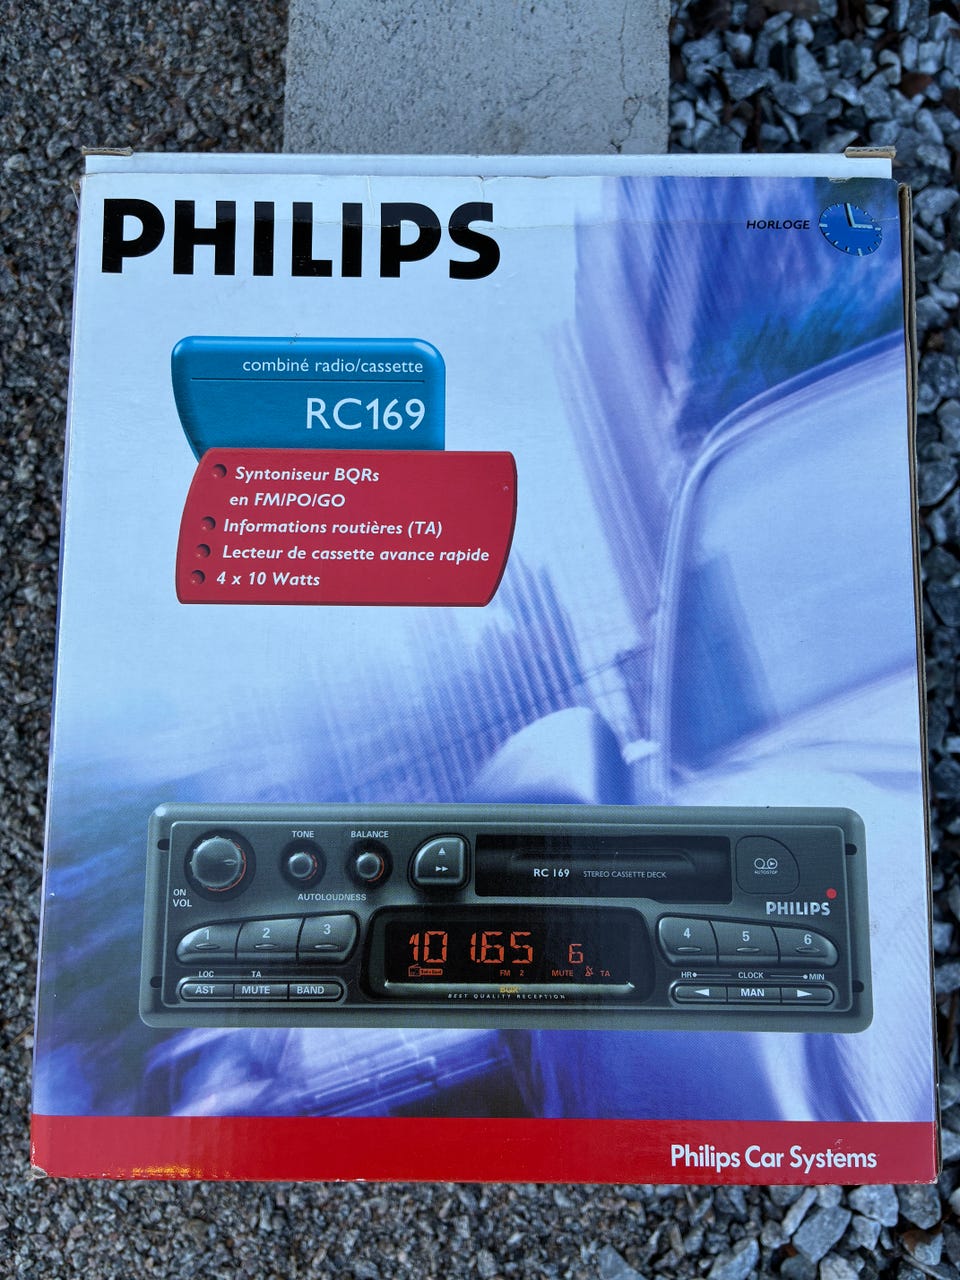 PHILIPS
HORLOGE
combiné radio/cassette
RC169
Syntoniseur BQRs
en FM/PO/GO
Informations routières (TA)
Lecteur de cassette avance rapide
4 x 10 Watts
TONE
BALANCE
ON
VOL
AUTOLOUDNESS
RC 169 STEREO CASSETTE DECK
AUTOSTOP
PHILIPS
1 2 3
101.65 6
FM 2 MUTE TA
BEST QUALITY RECEPTION
4 5 6
LOC TA
AST MUTE BAND
HR CLOCK MIN
MAN
Philips Car Systems